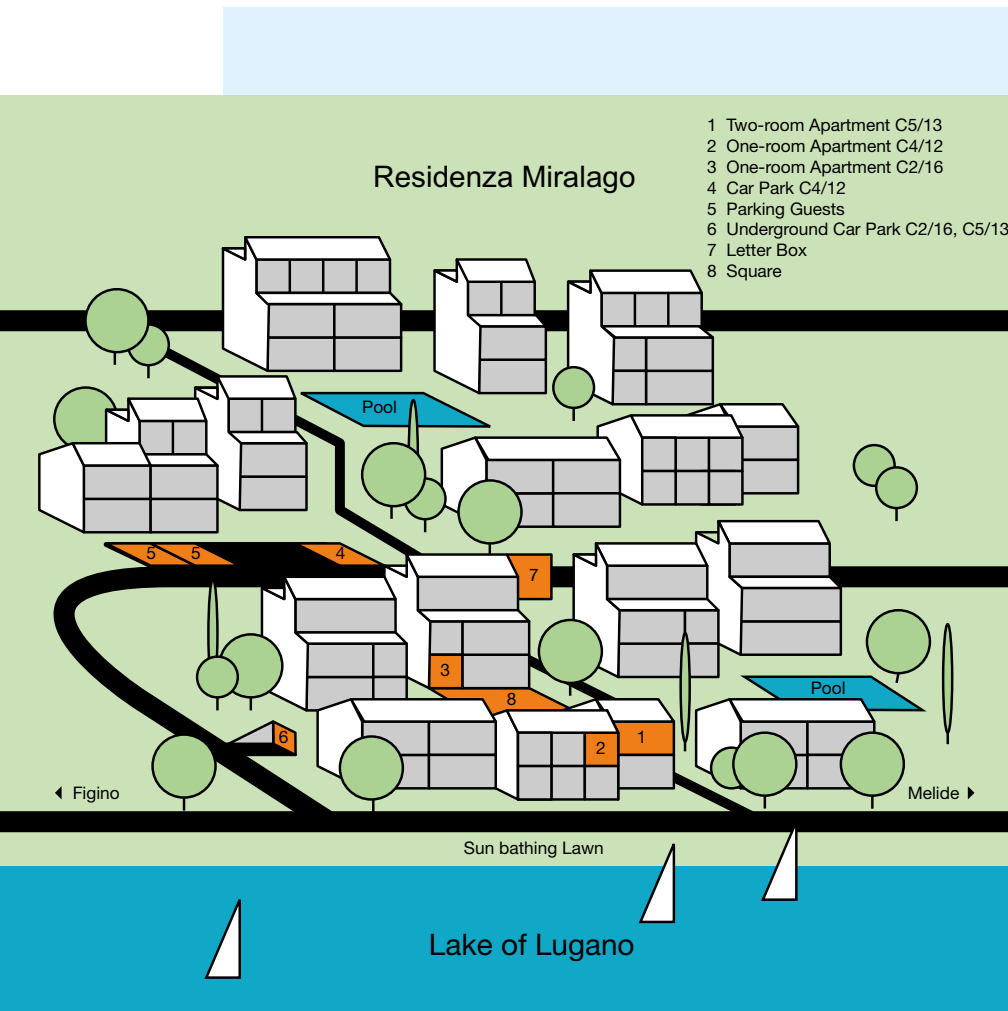 1 Two-room Apartment C5/13
2 One-room Apartment C4/12
Residenza Miralago
3 One-room Apartment C2/16
4 Car Park C4/12
5 Parking Guests
6 Underground Car Park C2/16, C5/13
7 Letter Box
8 Square
Pool
5
5
4
7
3
8
Pool
6
2
1
Figino
Melide
Sun bathing Lawn
Lake of Lugano